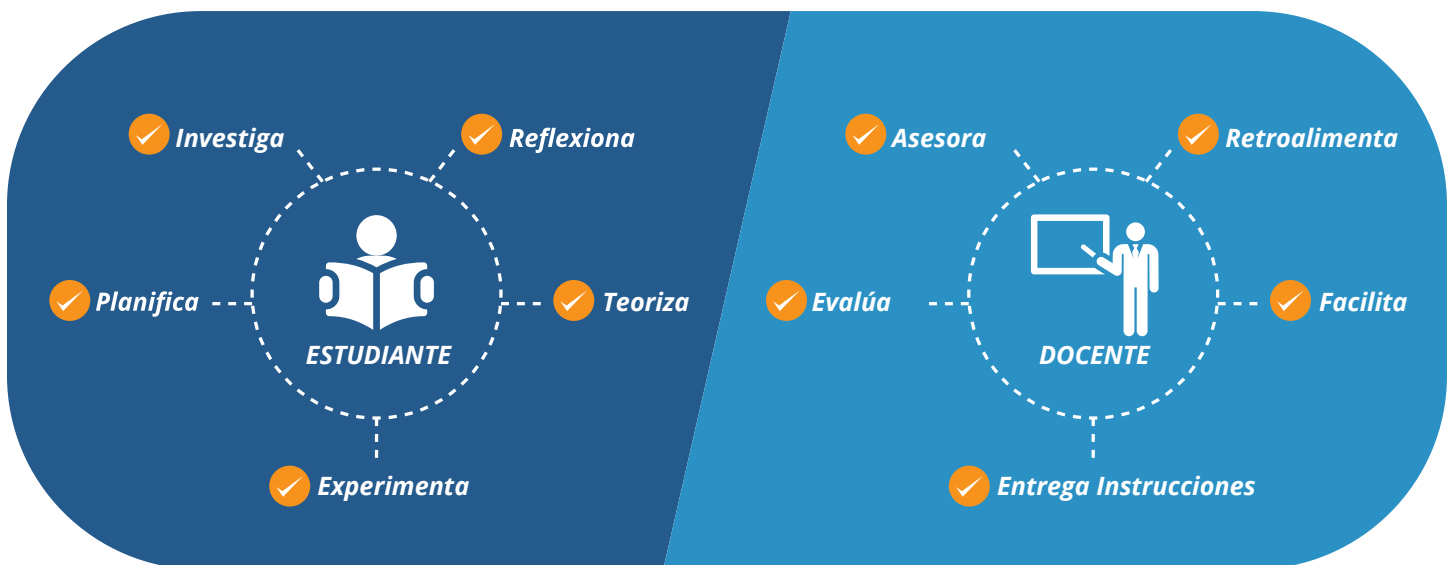 Investiga
Reflexiona
Planifica
Teoriza
ESTUDIANTE
Experimenta
Asesora
Retroalimenta
Evalúa
Facilita
DOCENTE
Entrega Instrucciones